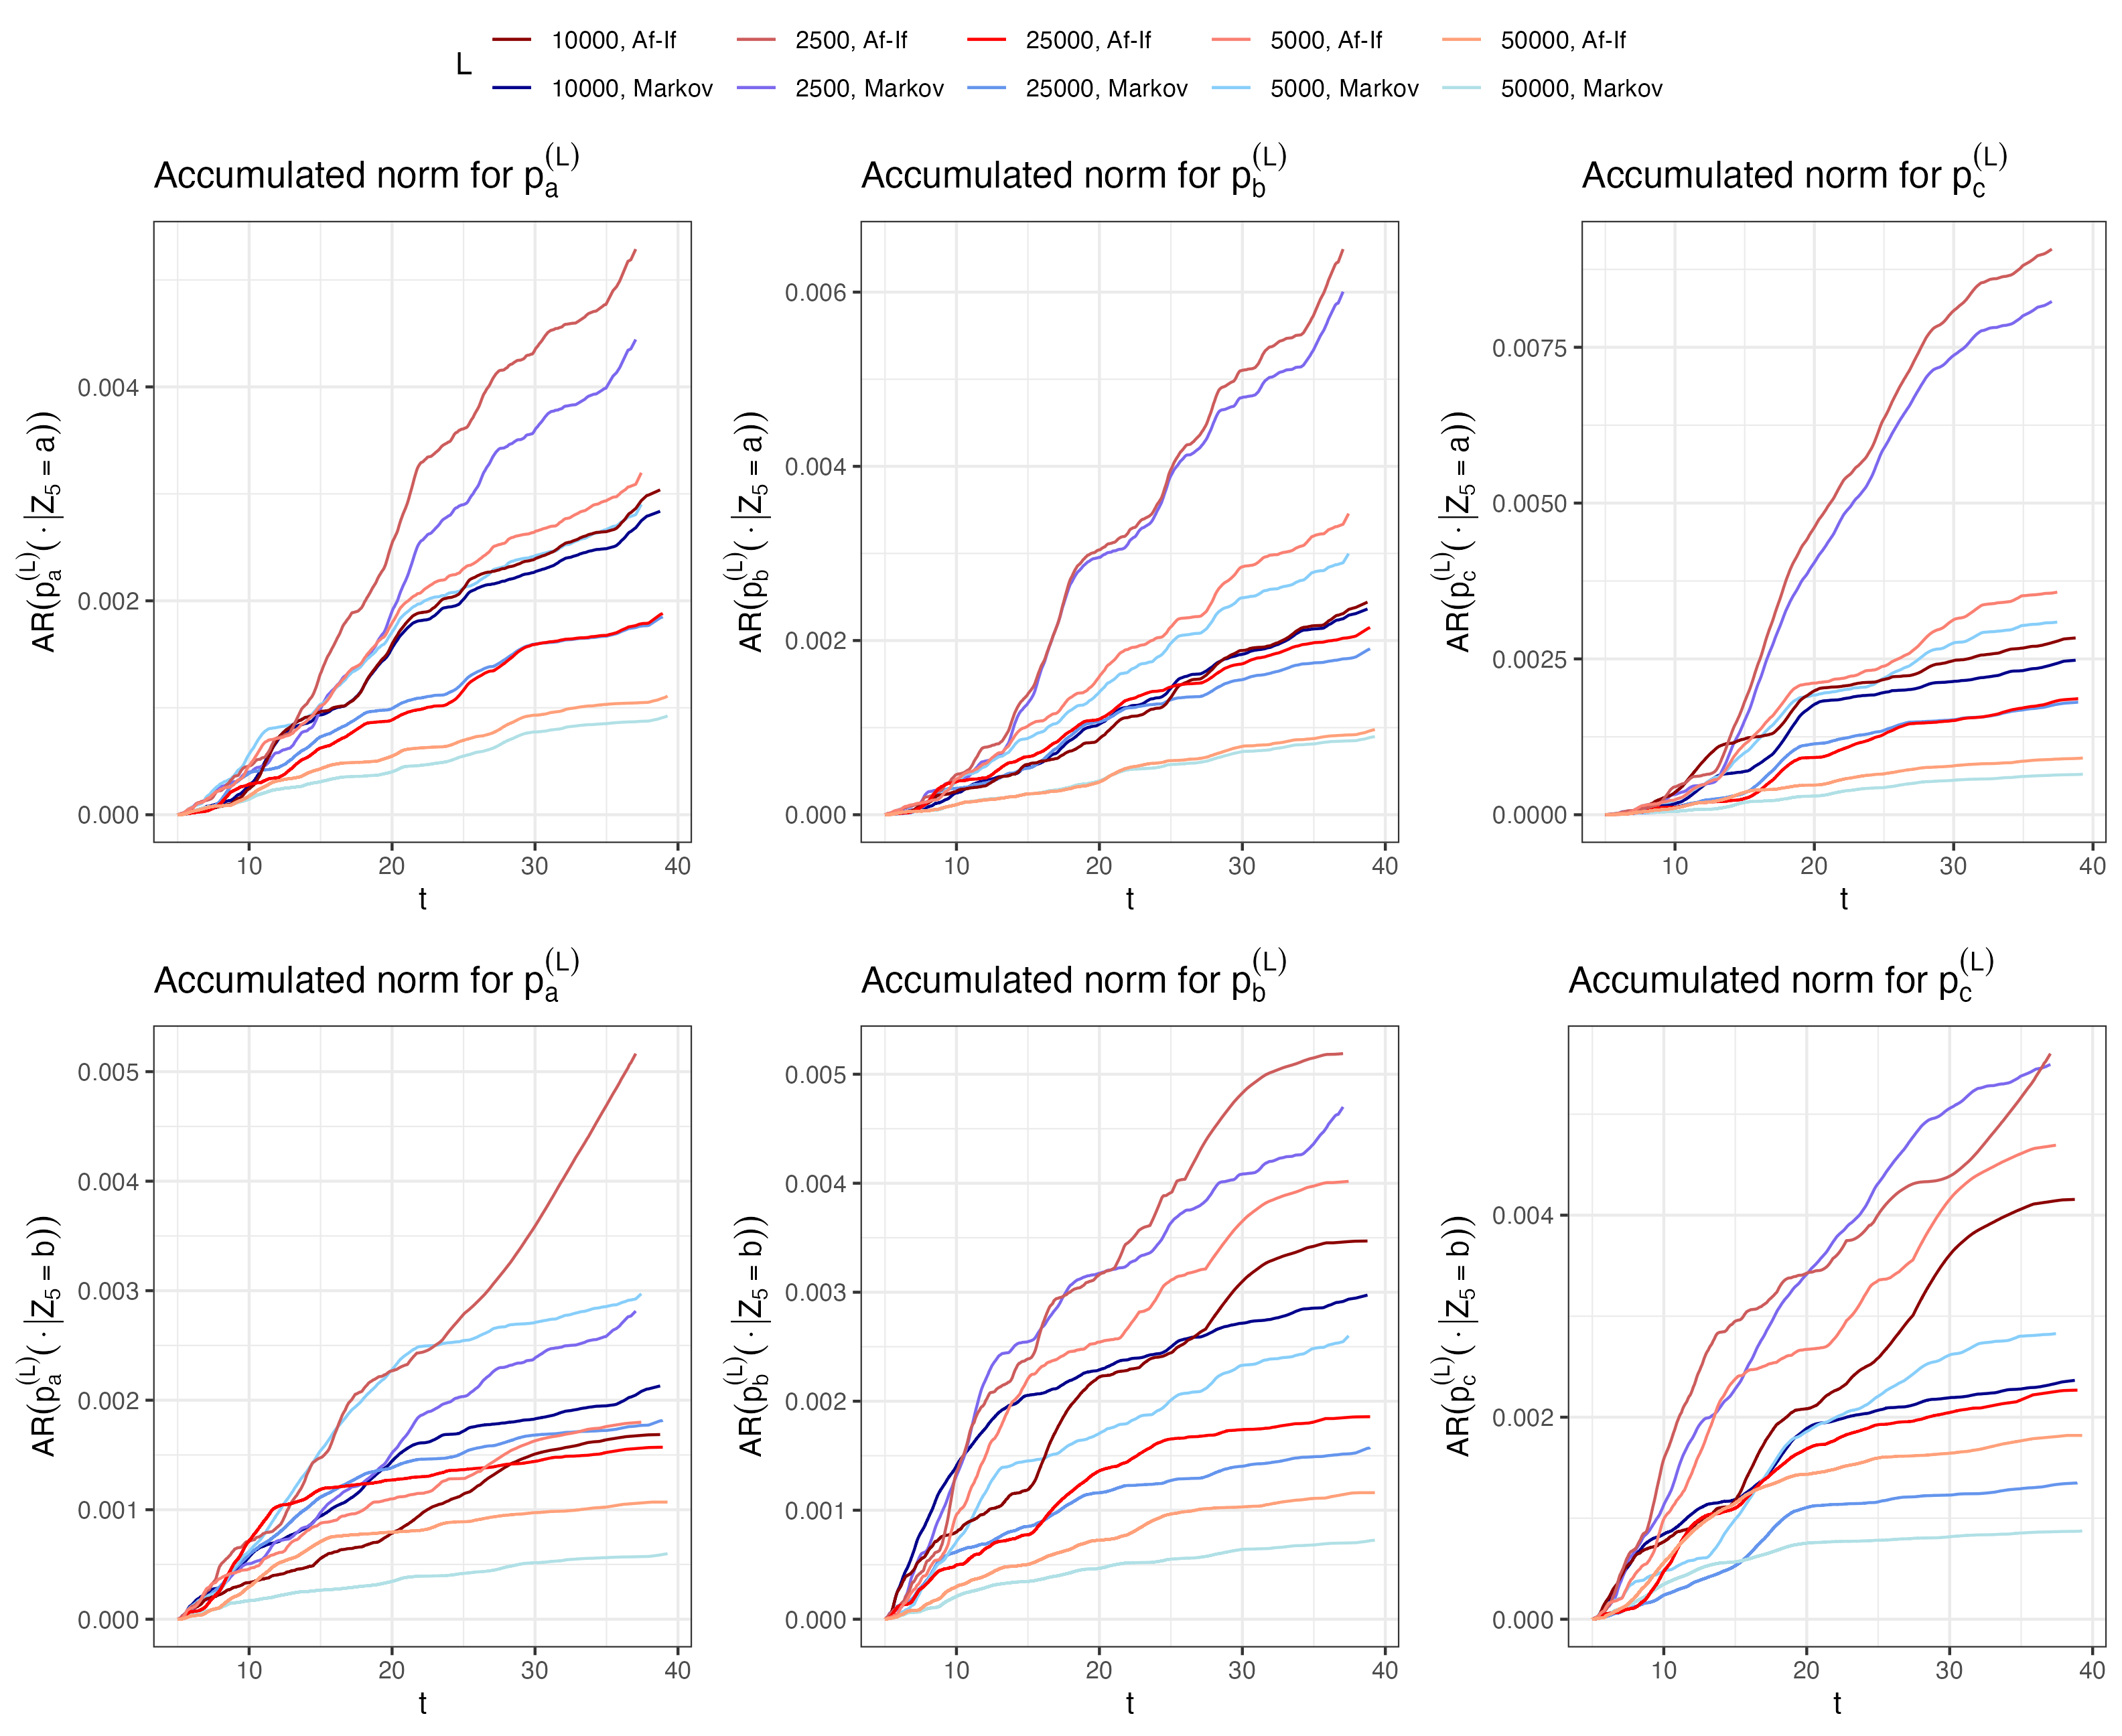 L
10000, Af-If 2500, Af-If 25000, Af-If 5000, Af-If 50000, Af-If
10000, Markov 2500, Markov 25000, Markov 5000, Markov 50000, Markov
Accumulated norm for p_a^(L) Accumulated norm for p_b^(L) Accumulated norm for p_c^(L)
AR(p_a^(L)( · |Z_5 = a))
0.004
0.002
0.000
10 20 30 40
t
AR(p_b^(L)( · |Z_5 = a))
0.006
0.004
0.002
0.000
10 20 30 40
t
AR(p_c^(L)( · |Z_5 = a))
0.0075
0.0050
0.0025
0.0000
10 20 30 40
t
Accumulated norm for p_a^(L) Accumulated norm for p_b^(L) Accumulated norm for p_c^(L)
AR(p_a^(L)( · |Z_5 = b))
0.005
0.004
0.003
0.002
0.001
0.000
10 20 30 40
t
AR(p_b^(L)( · |Z_5 = b))
0.005
0.004
0.003
0.002
0.001
0.000
10 20 30 40
t
AR(p_c^(L)( · |Z_5 = b))
0.004
0.002
0.000
10 20 30 40
t